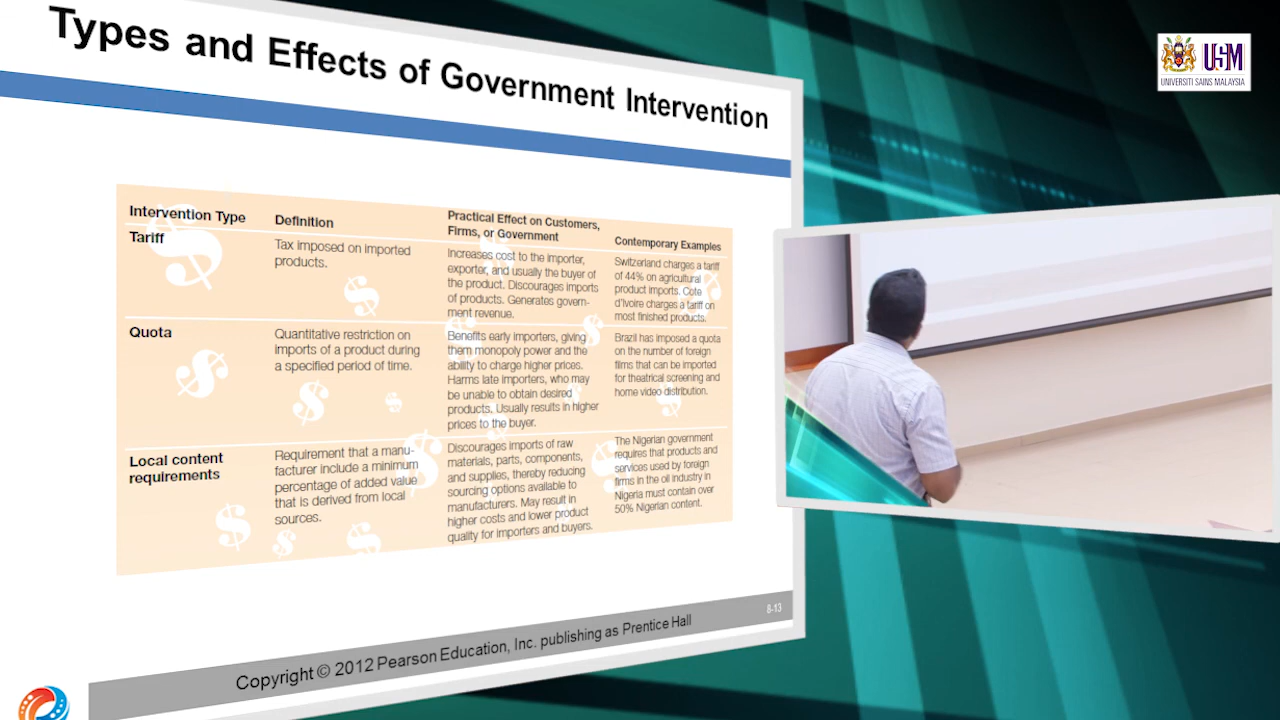 Types and Effects of Government Intervention
USM
UNIVERSITI SAINS MALAYSIA
Intervention Type
Definition
Practical Effect on Customers,
Firms, or Government
Contemporary Examples
Tariff
Tax imposed on imported
products.
Increases cost to the importer,
exporter, and usually the buyer of
the product. Discourages imports
of products. Generates govern-
ment revenue.
Switzerland charges a tariff
of 44% on agricultural
product imports. Cote
d'Ivoire charges a tariff on
most finished products.
Quota
Quantitative restriction on
imports of a product during
a specified period of time.
Benefits early importers, giving
them monopoly power and the
ability to charge higher prices.
Harms late importers, who may
be unable to obtain desired
products. Usually results in higher
prices to the buyer.
Brazil has imposed a quota
on the number of foreign
films that can be imported
for theatrical screening and
home video distribution.
Local content
requirements
Requirement that a manu-
facturer include a minimum
percentage of added value
that is derived from local
sources.
Discourages imports of raw
materials, parts, components,
and supplies, thereby reducing
sourcing options available to
manufacturers. May result in
higher costs and lower product
quality for importers and buyers.
The Nigerian government
requires that products and
services used by foreign
firms in the oil industry in
Nigeria must contain over
50% Nigerian content.
8-13
Copyright © 2012 Pearson Education, Inc. publishing as Prentice Hall